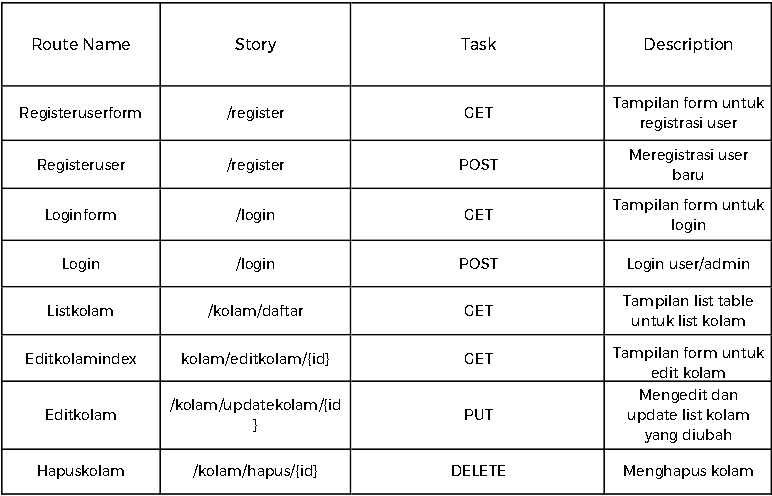 Route Name Story Task Description
Registeruserform /register GET Tampilan form untuk
registrasi user
Registeruser /register POST Meregistrasi user
baru
Loginform /login GET Tampilan form untuk
login
Login /login POST Login user/admin
Listkolam /kolam/daftar GET Tampilan list table
untuk list kolam
Editkolamindex kolam/editkolam/{id} GET Tampilan form untuk
edit kolam
Editkolam /kolam/updatekolam/{id
} PUT Mengedit dan
update list kolam
yang diubah
Hapuskolam /kolam/hapus/{id} DELETE Menghapus kolam